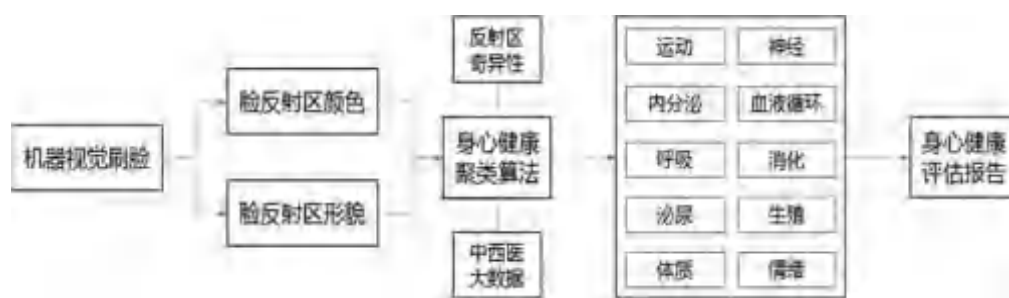 机器视觉刷脸
脸反射区颜色
脸反射区形貌
反射区
奇异性
身心健康
聚类算法
中西医
大数据
运动
神经
内分泌
血液循环
呼吸
消化
泌尿
生殖
体质
情绪
身心健康
评估报告